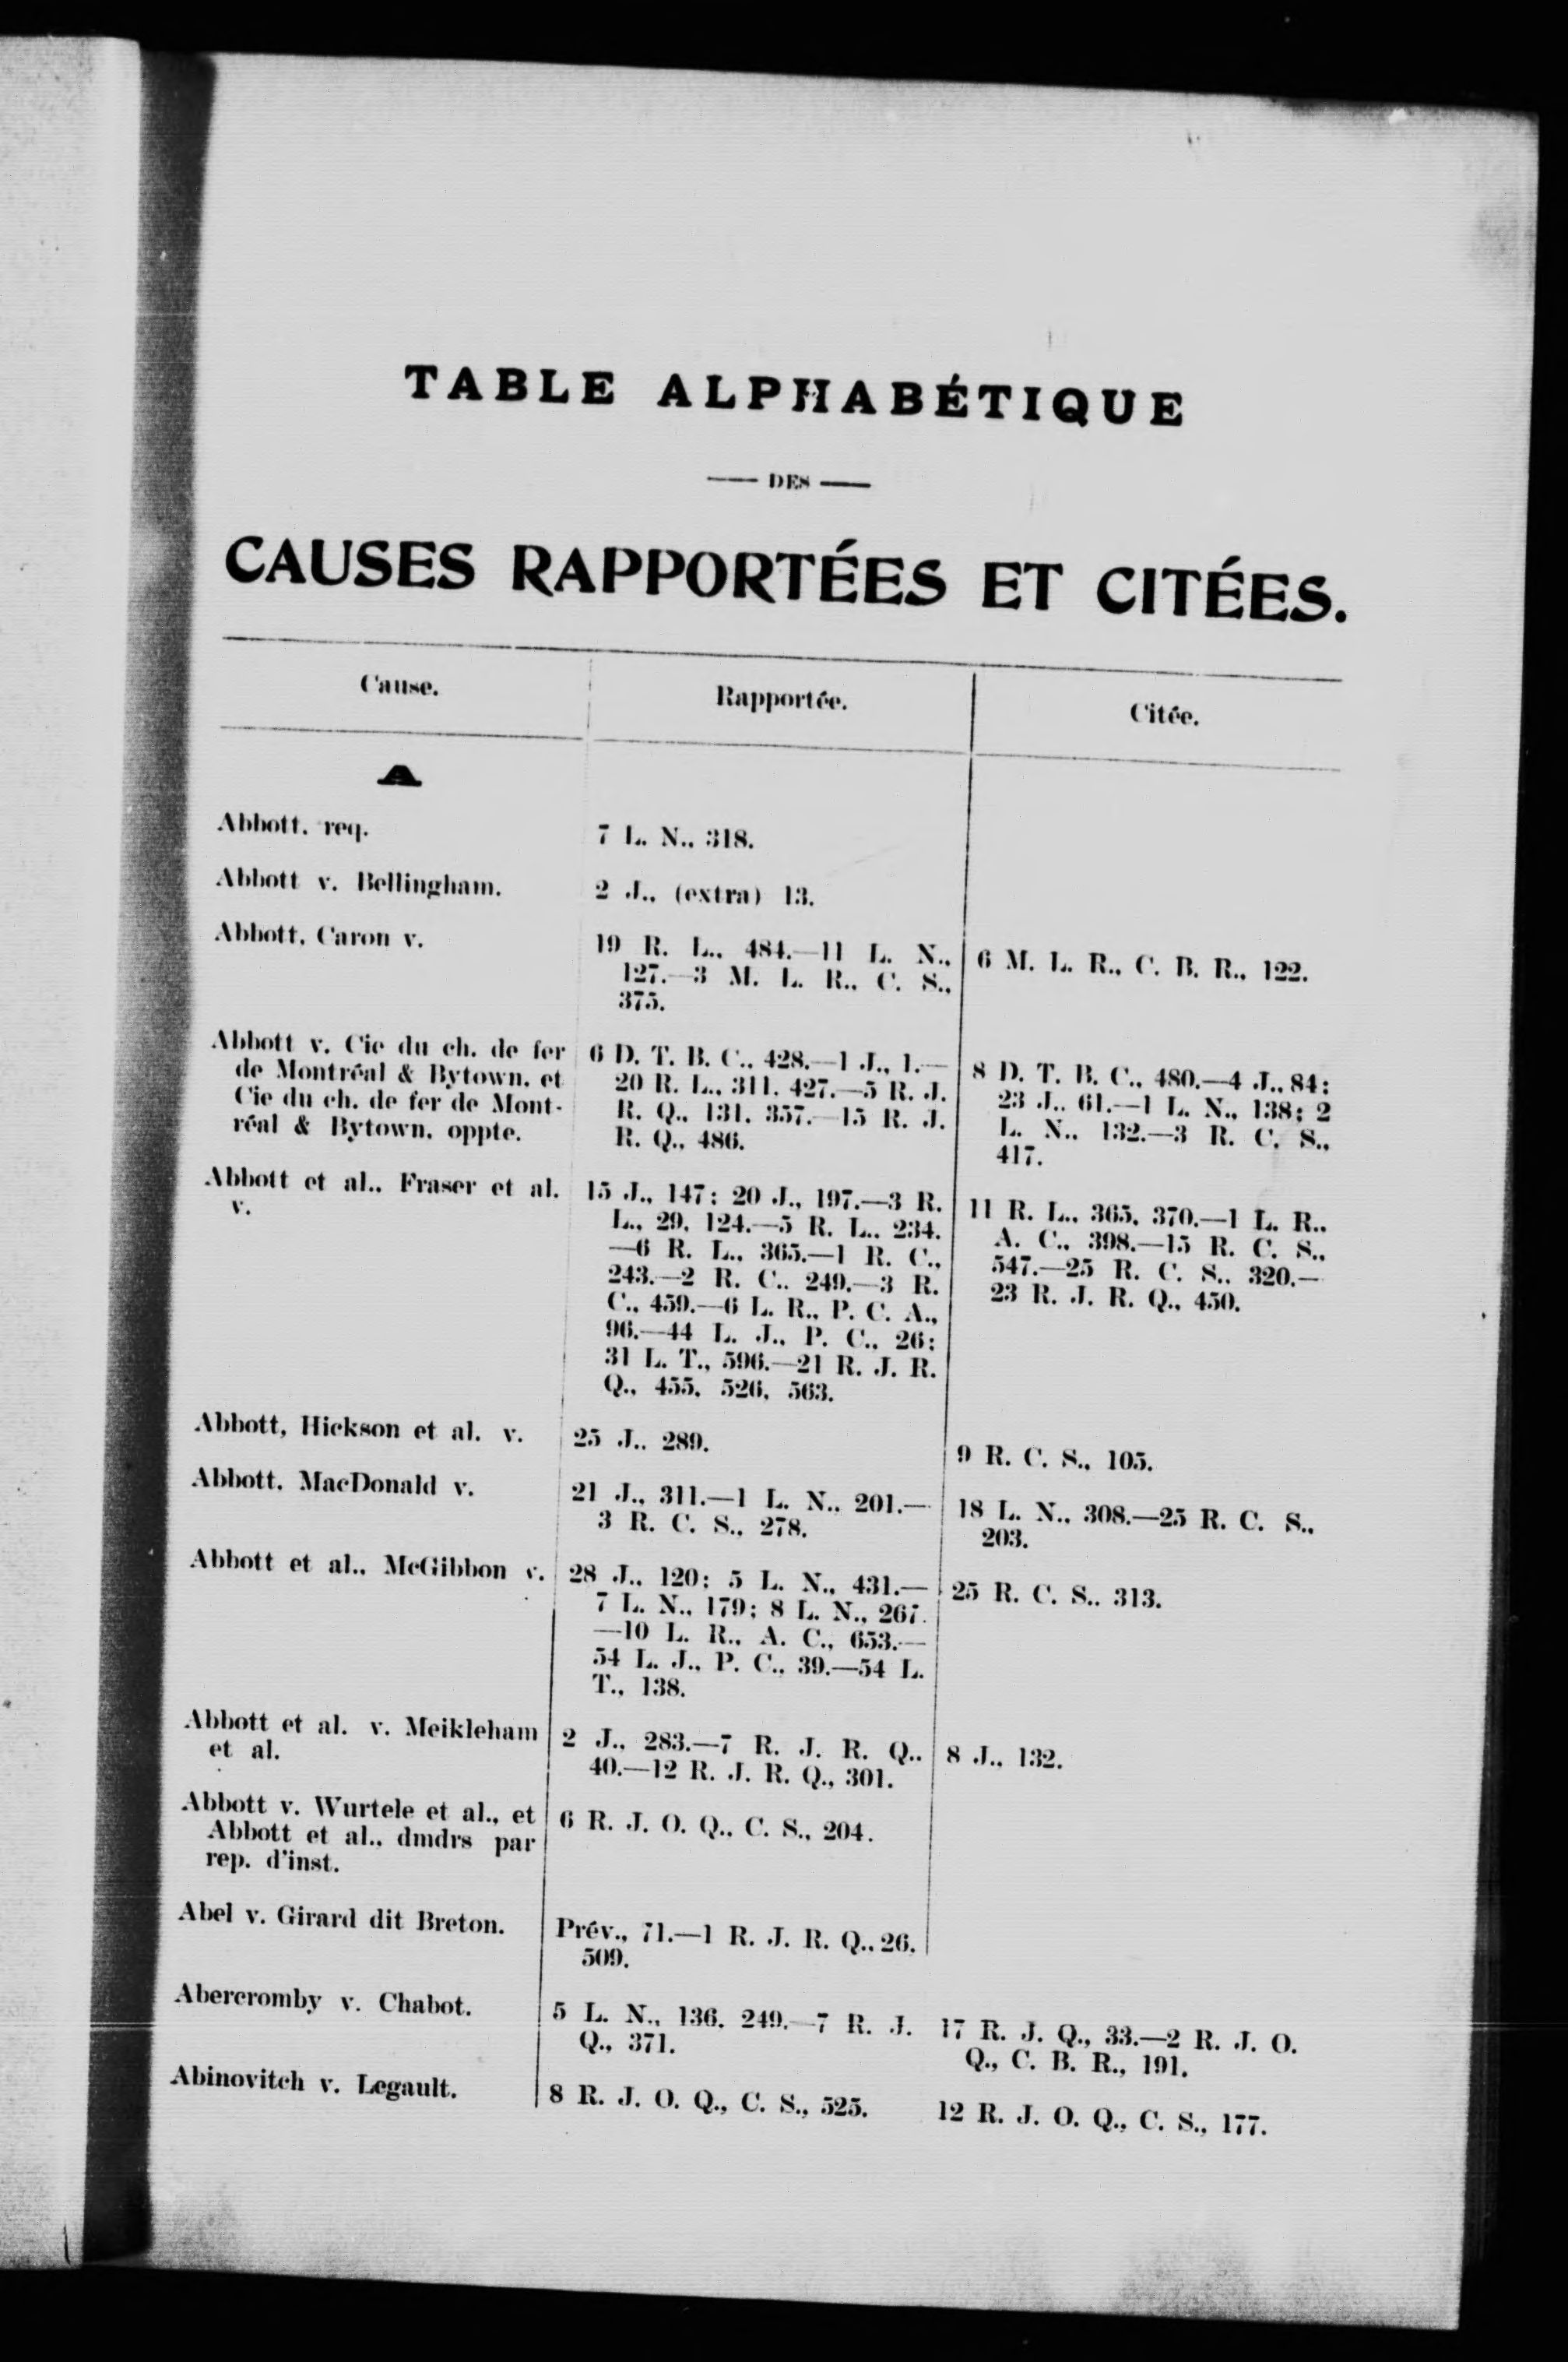 TABLE ALPHABÉTIQUE
— DES —
CAUSES RAPPORTÉES ET CITÉES.
Cause.
Rapportée.
Citée.
A
Abbott, req.
7 L. N., 318.
Abbott v. Bellingham.
2 J., (extra) 13.
Abbott, Caron v.
19 R. L., 484.—11 L. N.,
127.—3 M. L. R., C. S.,
375.
6 M. L. R., C. B. R., 122.
Abbott v. Cie du ch. de fer
de Montréal & Bytown, et
Cie du ch. de fer de Mont-
réal & Bytown, oppte.
6 D. T. B. C., 428.—1 J., 1.—
20 R. L., 311, 427.—5 R. J.
R. Q., 131, 357.—15 R. J.
R. Q., 486.
8 D. T. B. C., 480.—4 J., 84;
23 J., 61.—1 L. N., 138; 2
L. N., 132.—3 R. C. S.,
417.
Abbott et al., Fraser et al.
v.
15 J., 147; 20 J., 197.—3 R.
L., 29, 124.—5 R. L., 234.
—6 R. L., 365.—1 R. C.,
243.—2 R. C., 249.—3 R.
C., 459.—6 L. R., P. C. A.,
96.—44 L. J., P. C., 26;
31 L. T., 596.—21 R. J. R.
Q., 455, 526, 563.
11 R. L., 365, 370.—1 L. R.,
A. C., 398.—15 R. C. S.,
547.—25 R. C. S., 320.—
23 R. J. R. Q., 450.
Abbott, Hickson et al. v.
25 J., 289.
9 R. C. S., 105.
Abbott, MacDonald v.
21 J., 311.—1 L. N., 201.—
3 R. C. S., 278.
18 L. N., 308.—25 R. C. S.,
203.
Abbott et al., McGibbon v.
28 J., 120; 5 L. N., 431.—
7 L. N., 179; 8 L. N., 267.
—10 L. R., A. C., 653.—
54 L. J., P. C., 39.—54 L.
T., 138.
25 R. C. S., 313.
Abbott et al. v. Meikleham
et al.
2 J., 283.—7 R. J. R. Q.,
40.—12 R. J. R. Q., 301.
8 J., 132.
Abbott v. Wurtele et al., et
Abbott et al., dmdrs par
rep. d'inst.
6 R. J. O. Q., C. S., 204.
Abel v. Girard dit Breton.
Prév., 71.—1 R. J. R. Q., 26,
509.
Abercromby v. Chabot.
5 L. N., 136, 249.—7 R. J.
Q., 371.
17 R. J. Q., 33.—2 R. J. O.
Q., C. B. R., 191.
Abinovitch v. Legault.
8 R. J. O. Q., C. S., 525.
12 R. J. O. Q., C. S., 177.